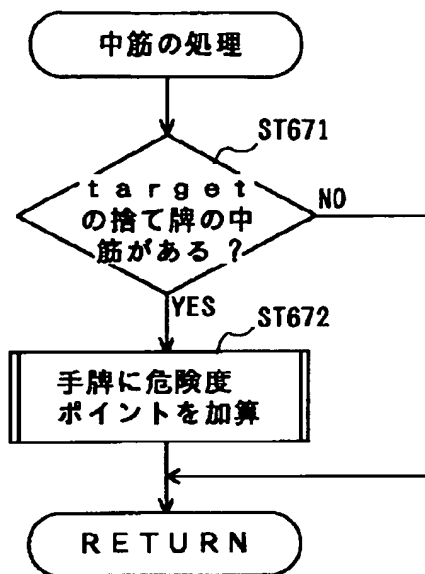 中筋の処理
ST671
target
の捨て牌の中
筋がある?
NO
YES
ST672
手牌に危険度
ポイントを加算
RETURN